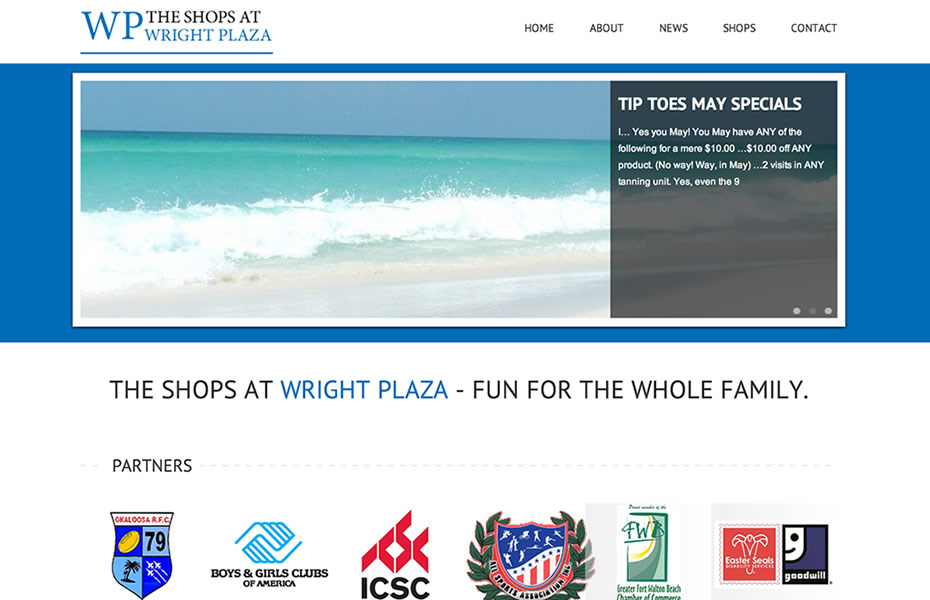 WP THE SHOPS AT
WRIGHT PLAZA
HOME ABOUT NEWS SHOPS CONTACT
TIP TOES MAY SPECIALS
I... Yes you May! You May have ANY of the
following for a mere $10.00 ...$10.00 off ANY
product. (No way! Way, in May) ...2 visits in ANY
tanning unit. Yes, even the 9
THE SHOPS AT WRIGHT PLAZA - FUN FOR THE WHOLE FAMILY.
PARTNERS
OKALOOSA R.F.C.
79
BOYS & GIRLS CLUBS
OF AMERICA
ICSC
ALL SPORTS ASSOCIATION, INC.
Proud member of the
FWB
Greater Fort Walton Beach
Chamber of Commerce
Easter Seals
DISABILITY SERVICES
goodwill